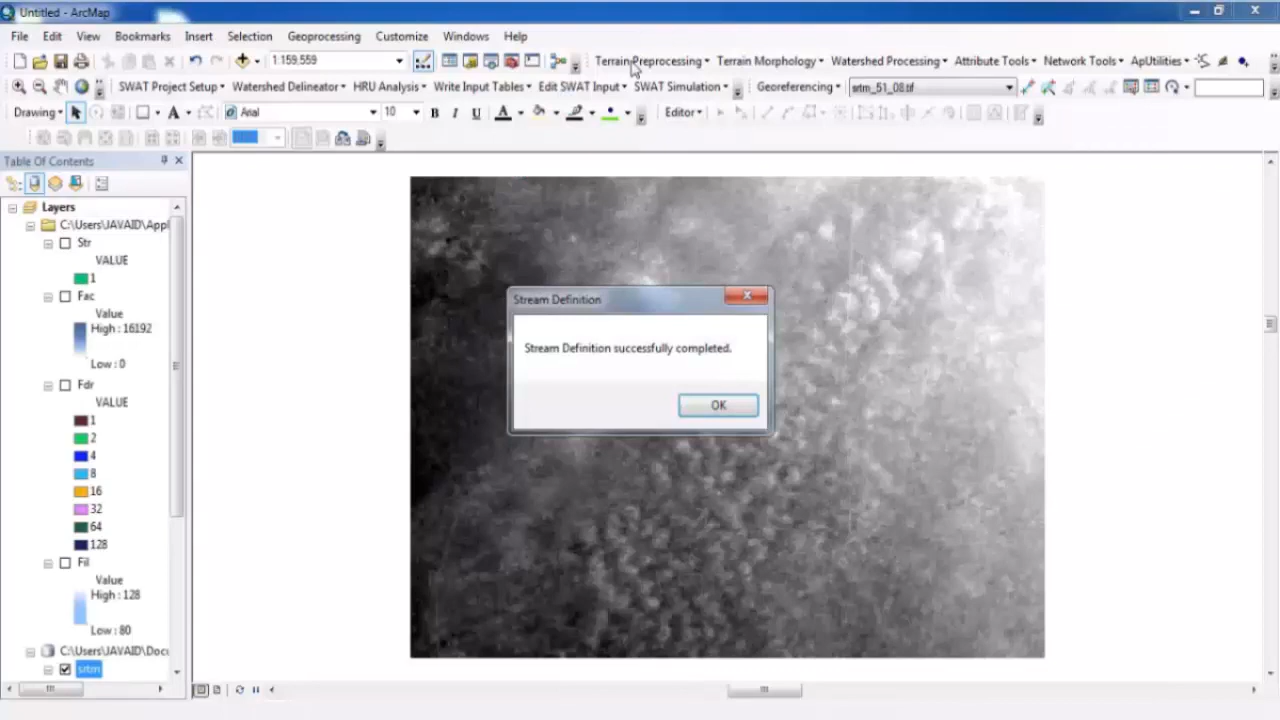 Untitled - ArcMap
File Edit View Bookmarks Insert Selection Geoprocessing Customize Windows Help
1:159,559 Terrain Preprocessing Terrain Morphology Watershed Processing Attribute Tools Network Tools ApUtilities
SWAT Project Setup Watershed Delineator HRU Analysis Write Input Tables Edit SWAT Input SWAT Simulation Georeferencing srtm_51_08.tif
Drawing A Arial 10 B I U A Editor
Table Of Contents
Layers
C:\Users\JAVAID\Appl
Str
VALUE
1
Fac
Value
High : 16192
Low : 0
Fdr
VALUE
1
2
4
8
16
32
64
128
Fil
Value
High : 128
Low : 80
C:\Users\JAVAID\Docu
srtm
Stream Definition
Stream Definition successfully completed.
OK